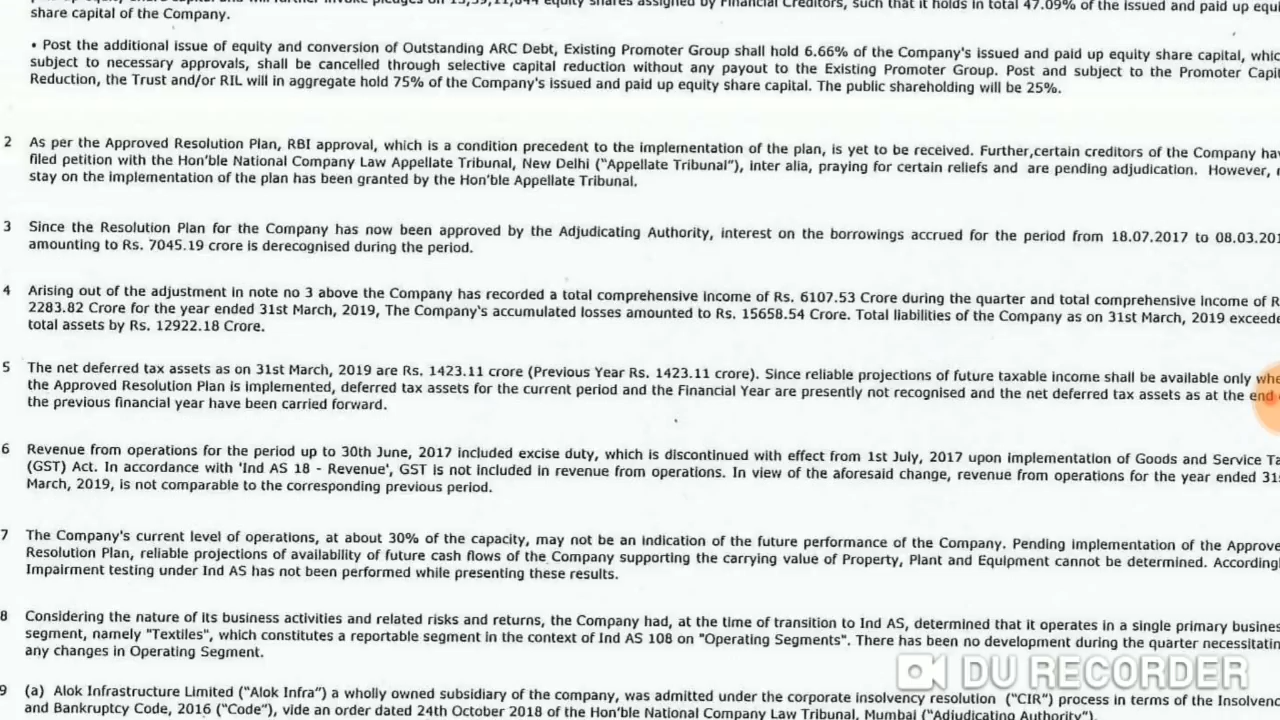 share capital of the Company.
• Post the additional issue of equity and conversion of Outstanding ARC Debt, Existing Promoter Group shall hold 6.66% of the Company's issued and paid up equity share capital,
subject to necessary approvals, shall be cancelled through selective capital reduction without any payout to the Existing Promoter Group. Post and subject to the Promoter
Reduction, the Trust and/or RIL will in aggregate hold 75% of the Company's issued and paid up equity share capital. The public shareholding will be 25%.
2 As per the Approved Resolution Plan, RBI approval, which is a condition precedent to the implementation of the plan, is yet to be received. Further,certain creditors of the Company
filed petition with the Hon'ble National Company Law Appellate Tribunal, New Delhi ("Appellate Tribunal"), inter alia, praying for certain reliefs and are pending adjudication. However,
stay on the implementation of the plan has been granted by the Hon'ble Appellate Tribunal.
3 Since the Resolution Plan for the Company has now been approved by the Adjudicating Authority, interest on the borrowings accrued for the period from 18.07.2017 to
amounting to Rs. 7045.19 crore is derecognised during the period.
4 Arising out of the adjustment in note no 3 above the Company has recorded a total comprehensive income of Rs. 6107.53 Crore during the quarter and total comprehensive income of
2283.82 Crore for the year ended 31st March, 2019, The Company's accumulated losses amounted to Rs. 15658.54 Crore. Total liabilities of the Company as on 31st March, 2019
total assets by Rs. 12922.18 Crore.
5 The net deferred tax assets as on 31st March, 2019 are Rs. 1423.11 crore (Previous Year Rs. 1423.11 crore). Since reliable projections of future taxable income shall be available only
the Approved Resolution Plan is implemented, deferred tax assets for the current period and the Financial Year are presently not recognised and the net deferred tax assets as at the end
the previous financial year have been carried forward.
6 Revenue from operations for the period up to 30th June, 2017 included excise duty, which is discontinued with effect from 1st July, 2017 upon implementation of Goods and Service
(GST) Act. In accordance with 'Ind AS 18 - Revenue', GST is not included in revenue from operations. In view of the aforesaid change, revenue from operations for the year ended
March, 2019, is not comparable to the corresponding previous period.
7 The Company's current level of operations, at about 30% of the capacity, may not be an indication of the future performance of the Company. Pending implementation of the
Resolution Plan, reliable projections of availability of future cash flows of the Company supporting the carrying value of Property, Plant and Equipment cannot be determined.
Impairment testing under Ind AS has not been performed while presenting these results.
8 Considering the nature of its business activities and related risks and returns, the Company had, at the time of transition to Ind AS, determined that it operates in a single primary
segment, namely "Textiles", which constitutes a reportable segment in the context of Ind AS 108 on "Operating Segments". There has been no development during the quarter
any changes in Operating Segment.
DU RECORDER
9 (a) Alok Infrastructure Limited ("Alok Infra") a wholly owned subsidiary of the company, was admitted under the corporate insolvency resolution ("CIR") process in terms of the
and Bankruptcy Code, 2016 ("Code"), vide an order dated 24th October 2018 of the Hon'ble National Company Law Tribunal, Mumbai ("Adjudicating Authority").